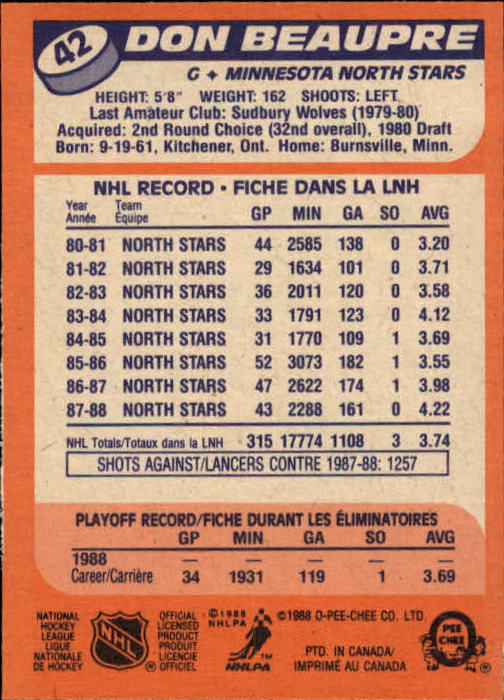 42 DON BEAUPRE
G ✦ MINNESOTA NORTH STARS
HEIGHT: 5'8" WEIGHT: 162 SHOOTS: LEFT
Last Amateur Club: Sudbury Wolves (1979-80)
Acquired: 2nd Round Choice (32nd overall), 1980 Draft
Born: 9-19-61, Kitchener, Ont. Home: Burnsville, Minn.
NHL RECORD • FICHE DANS LA LNH
Year Team
Année Équipe GP MIN GA SO AVG
80-81 NORTH STARS 44 2585 138 0 3.20
81-82 NORTH STARS 29 1634 101 0 3.71
82-83 NORTH STARS 36 2011 120 0 3.58
83-84 NORTH STARS 33 1791 123 0 4.12
84-85 NORTH STARS 31 1770 109 1 3.69
85-86 NORTH STARS 52 3073 182 1 3.55
86-87 NORTH STARS 47 2622 174 1 3.98
87-88 NORTH STARS 43 2288 161 0 4.22
NHL Totals/Totaux dans la LNH 315 17774 1108 3 3.74
SHOTS AGAINST/LANCERS CONTRE 1987-88: 1257
PLAYOFF RECORD/FICHE DURANT LES ÉLIMINATOIRES
GP MIN GA SO AVG
1988 — — — — —
Career/Carrière 34 1931 119 1 3.69
NATIONAL
HOCKEY
LEAGUE
LIGUE
NATIONALE
DE HOCKEY
NHL
®
OFFICIAL
LICENSED
PRODUCT
PRODUIT
LICENCIE
OFFICIEL
©1988
NHLPA
TM
NHLPA
©1988 O-PEE-CHEE CO. LTD.
PTD. IN CANADA/
IMPRIMÉ AU CANADA
O
PEE
CHEE
®